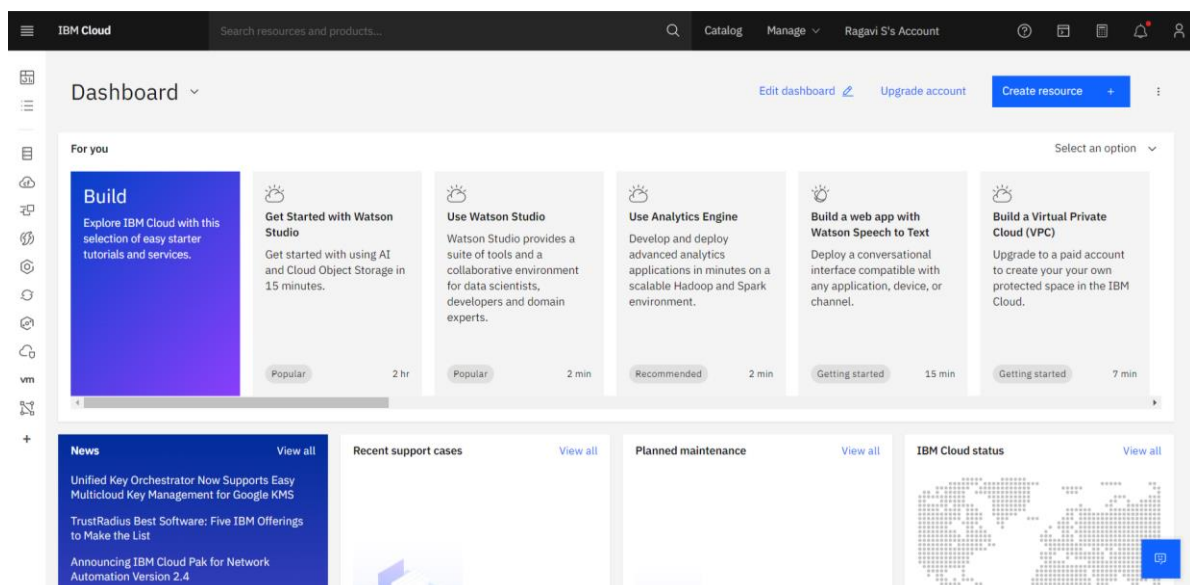 IBM Cloud
Search resources and products...
Catalog
Manage
Ragavi S's Account
Dashboard
Edit dashboard
Upgrade account
Create resource +
For you
Select an option
Build
Explore IBM Cloud with this
selection of easy starter
tutorials and services.
Get Started with Watson
Studio
Get started with using AI
and Cloud Object Storage in
15 minutes.
Popular
2 hr
Use Watson Studio
Watson Studio provides a
suite of tools and a
collaborative environment
for data scientists,
developers and domain
experts.
Popular
2 min
Use Analytics Engine
Develop and deploy
advanced analytics
applications in minutes on a
scalable Hadoop and Spark
environment.
Recommended
2 min
Build a web app with
Watson Speech to Text
Deploy a conversational
interface compatible with
any application, device, or
channel.
Getting started
15 min
Build a Virtual Private
Cloud (VPC)
Upgrade to a paid account
to create your your own
protected space in the IBM
Cloud.
Getting started
7 min
vm
News
View all
Unified Key Orchestrator Now Supports Easy
Multicloud Key Management for Google KMS
TrustRadius Best Software: Five IBM Offerings
to Make the List
Announcing IBM Cloud Pak for Network
Automation Version 2.4
Recent support cases
View all
Planned maintenance
View all
IBM Cloud status
View all